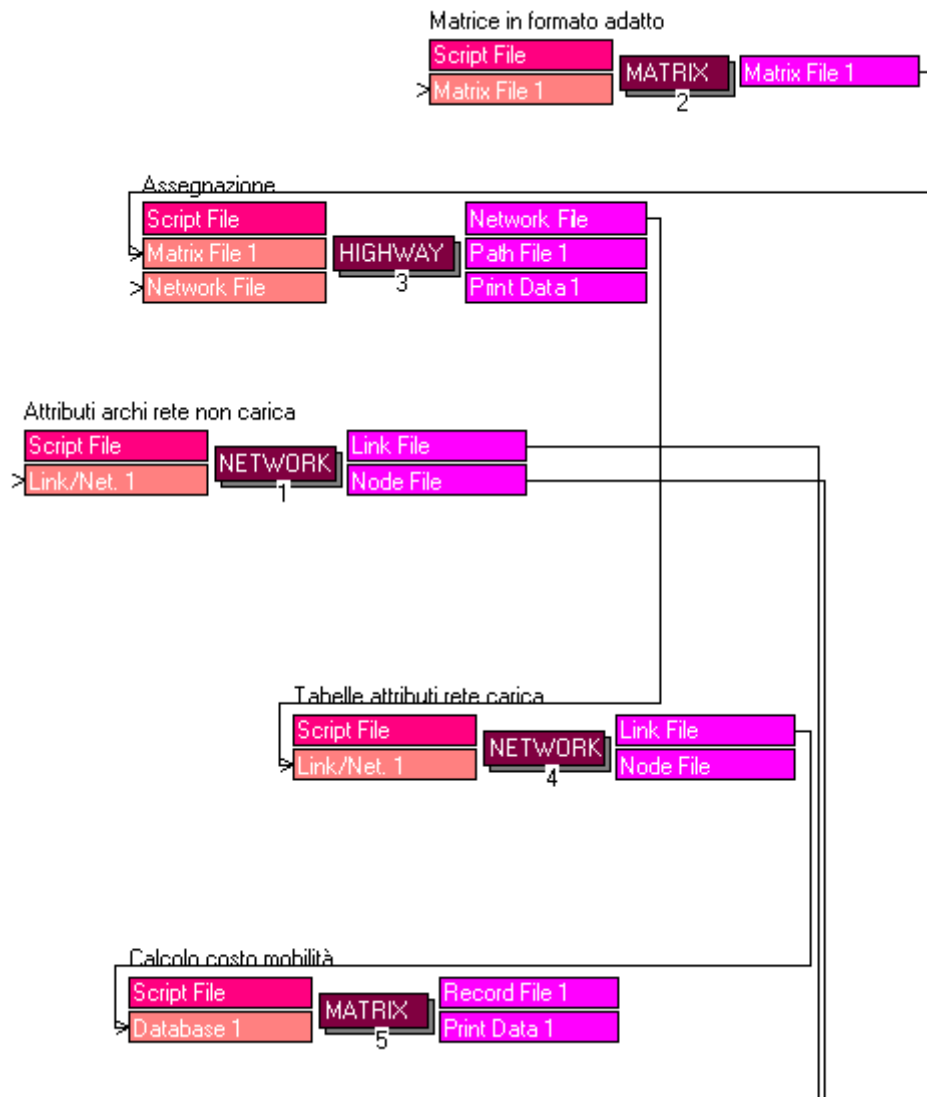 Matrice in formato adatto
Script File
MATRIX
Matrix File 1
> Matrix File 1
2
Assegnazione
Script File
Network File
> Matrix File 1
HIGHWAY
Path File 1
> Network File
3
Print Data 1
Attributi archi rete non carica
Script File
NETWORK
Link File
> Link/Net. 1
1
Node File
Tabelle attributi rete carica
Script File
NETWORK
Link File
> Link/Net. 1
4
Node File
Calcolo costo mobilità
Script File
MATRIX
Record File 1
> Database 1
5
Print Data 1